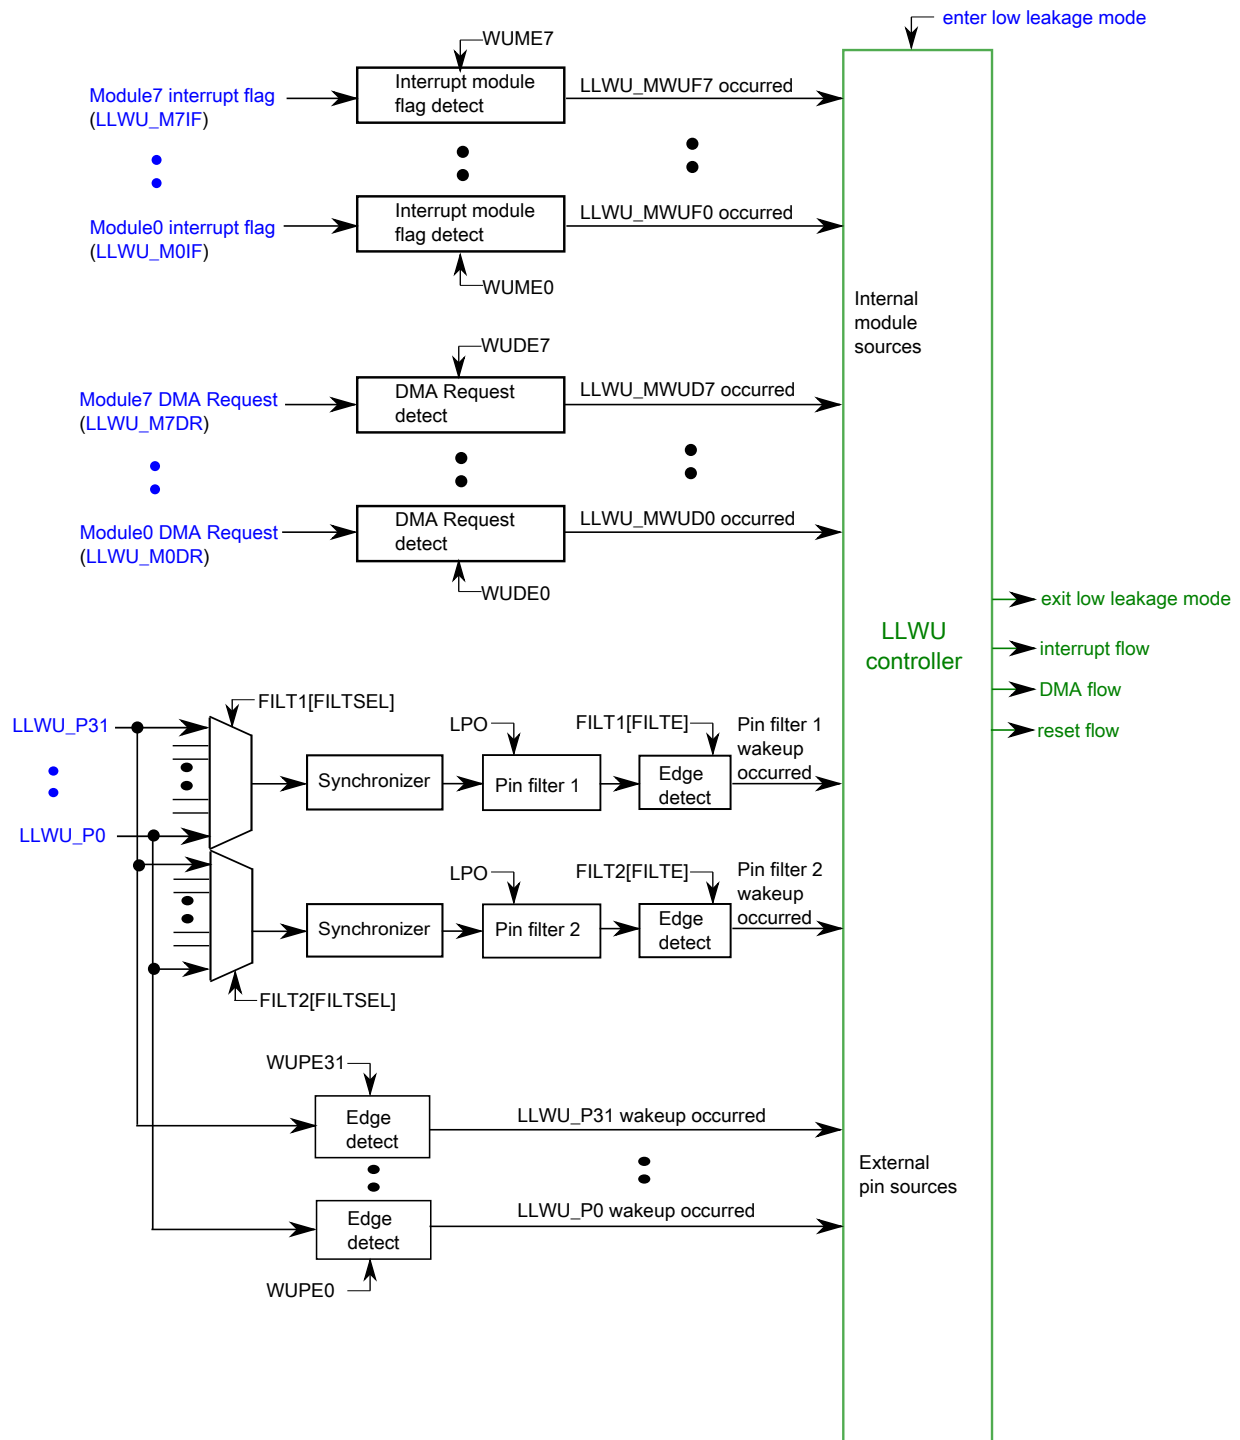 enter low leakage mode
WUME7
Module7 interrupt flag
(LLWU_M7IF)
Interrupt module
flag detect
LLWU_MWUF7 occurred
Module0 interrupt flag
(LLWU_M0IF)
Interrupt module
flag detect
LLWU_MWUF0 occurred
WUME0
Internal
module
sources
WUDE7
Module7 DMA Request
(LLWU_M7DR)
DMA Request
detect
LLWU_MWUD7 occurred
Module0 DMA Request
(LLWU_M0DR)
DMA Request
detect
LLWU_MWUD0 occurred
WUDE0
LLWU
controller
exit low leakage mode
interrupt flow
DMA flow
reset flow
LLWU_P31
FILT1[FILTSEL]
Synchronizer
LPO
Pin filter 1
FILT1[FILTE]
Edge
detect
Pin filter 1
wakeup
occurred
LLWU_P0
Synchronizer
LPO
Pin filter 2
FILT2[FILTE]
Edge
detect
Pin filter 2
wakeup
occurred
FILT2[FILTSEL]
WUPE31
Edge
detect
LLWU_P31 wakeup occurred
External
pin sources
Edge
detect
LLWU_P0 wakeup occurred
WUPE0